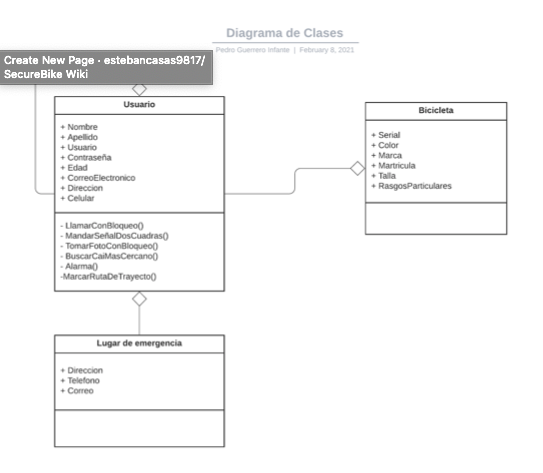 Diagrama de Clases
Pedro Guerrero Infante | February 8, 2021
Create New Page · estebancasas9817/
SecureBike Wiki
Usuario
+ Nombre
+ Apellido
+ Usuario
+ Contraseña
+ Edad
+ CorreoElectronico
+ Direccion
+ Celular
- LlamarConBloqueo()
- MandarSeñalDosCuadras()
- TomarFotoConBloqueo()
- BuscarCaiMasCercano()
- Alarma()
-MarcarRutaDeTrayecto()
Bicicleta
+ Serial
+ Color
+ Marca
+ Martricula
+ Talla
+ RasgosParticulares
Lugar de emergencia
+ Direccion
+ Telefono
+ Correo